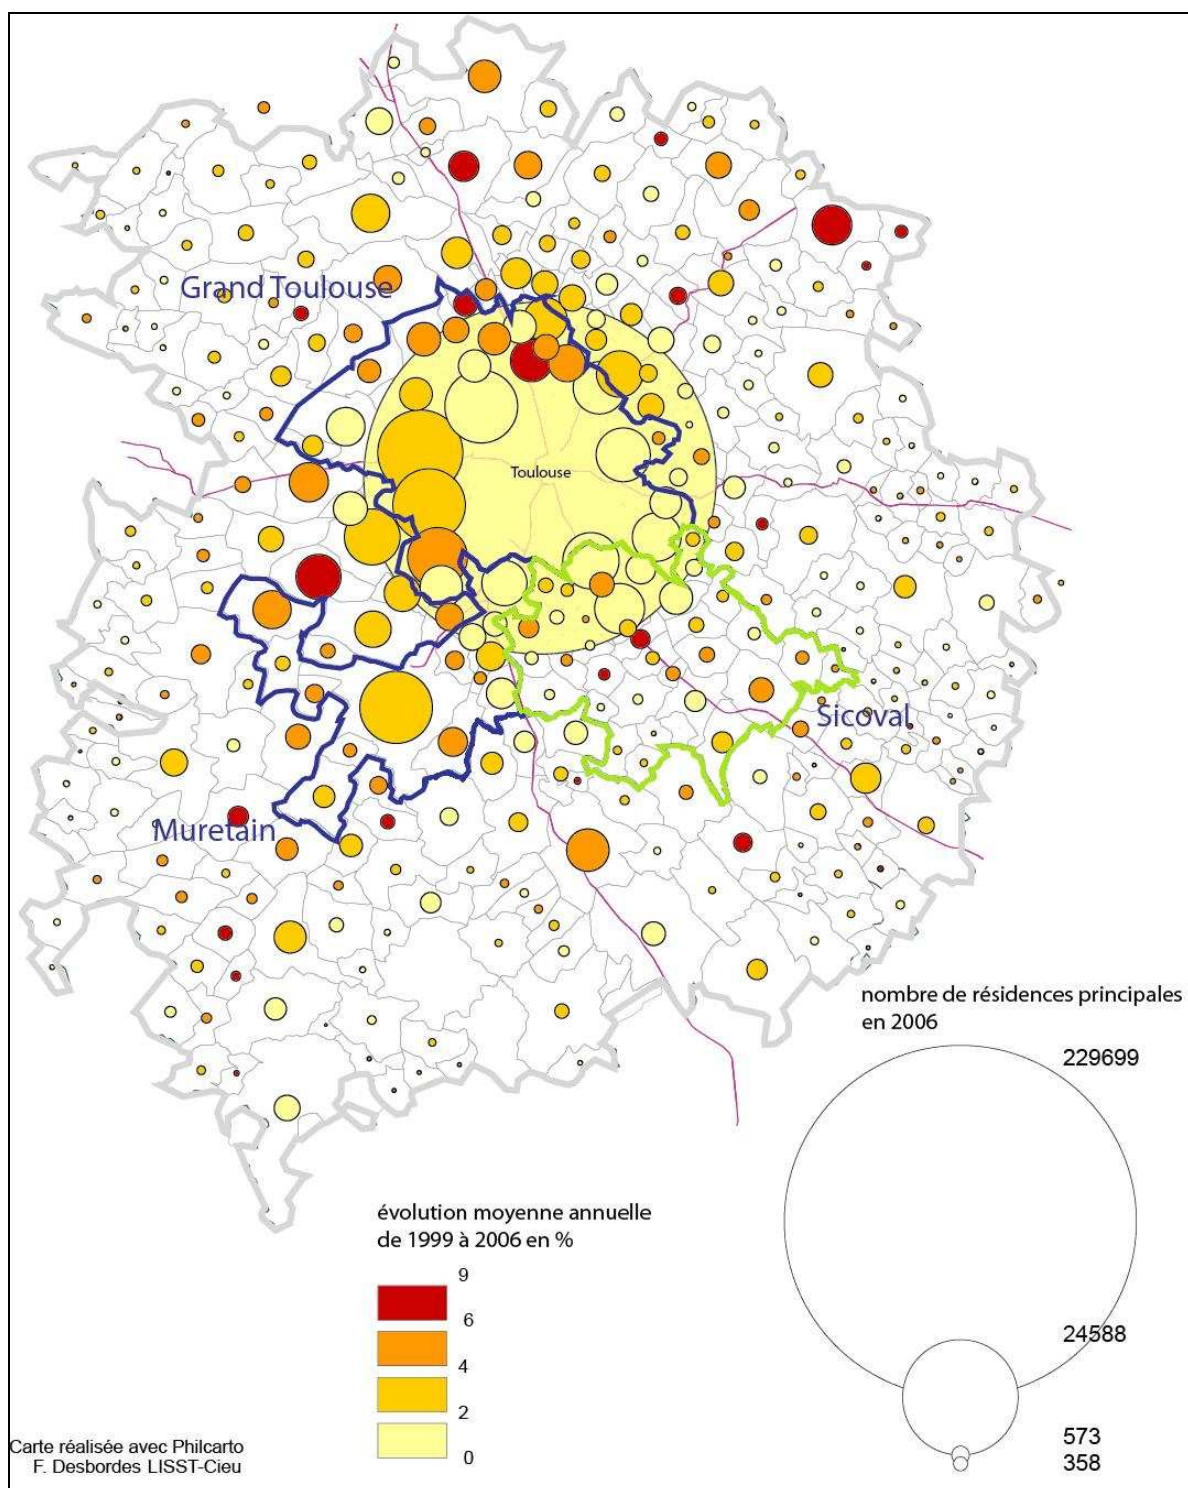 Grand Toulouse
Toulouse
Sicoval
Muretain
nombre de résidences principales
en 2006
229699
24588
573
358
évolution moyenne annuelle
de 1999 à 2006 en %
9
6
4
2
0
Carte réalisée avec Philcarto
F. Desbordes LISST-Cieu